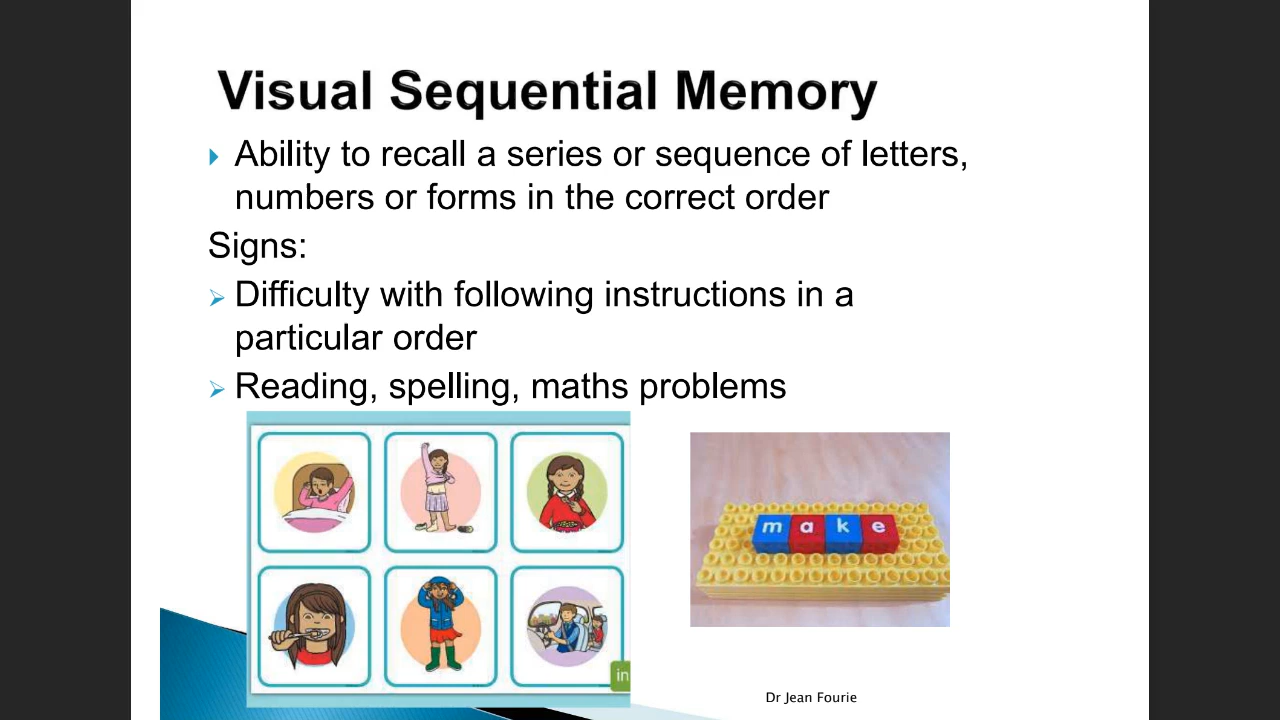 Visual Sequential Memory
Ability to recall a series or sequence of letters,
numbers or forms in the correct order
Signs:
Difficulty with following instructions in a
particular order
Reading, spelling, maths problems
make
in
Dr Jean Fourie